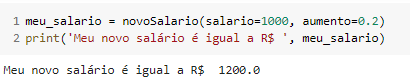 1 meu_salario = novoSalario(salario=1000, aumento=0.2)
2 print('Meu novo salário é igual a R$ ', meu_salario)
Meu novo salário é igual a R$  1200.0